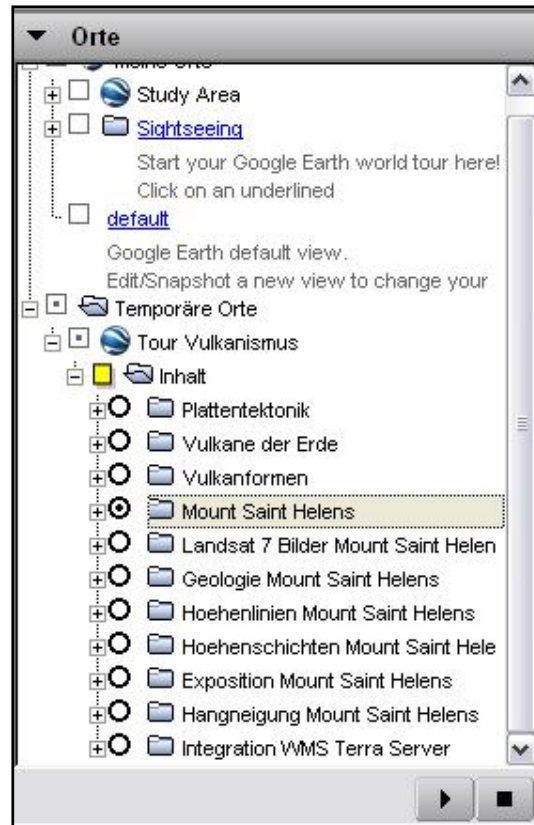 Orte
Meine Orte
Study Area
Sightseeing
Start your Google Earth world tour here!
Click on an underlined
default
Google Earth default view.
Edit/Snapshot a new view to change your
Temporäre Orte
Tour Vulkanismus
Inhalt
Plattentektonik
Vulkane der Erde
Vulkanformen
Mount Saint Helens
Landsat 7 Bilder Mount Saint Helen
Geologie Mount Saint Helens
Hoehenlinien Mount Saint Helens
Hoehenschichten Mount Saint Hele
Exposition Mount Saint Helens
Hangneigung Mount Saint Helens
Integration WMS Terra Server